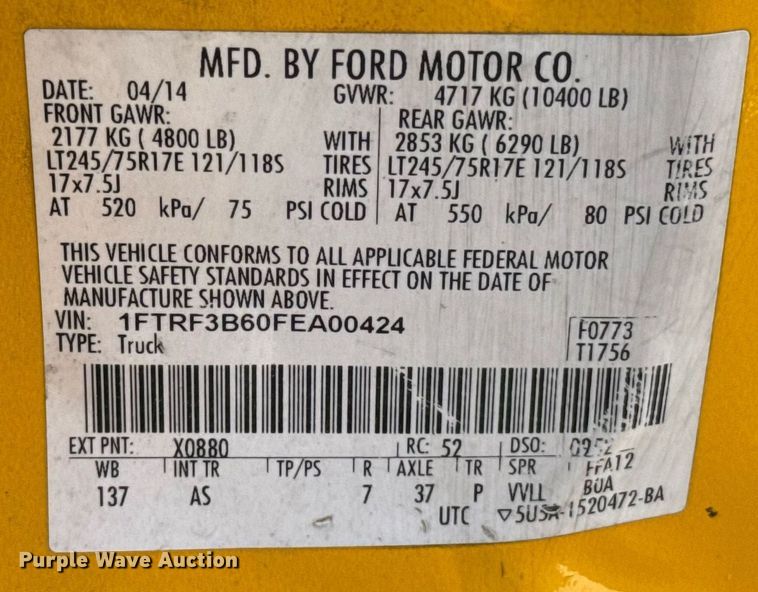 MFD. BY FORD MOTOR CO.
DATE: 04/14 GVWR: 4717 KG (10400 LB)
FRONT GAWR: REAR GAWR:
2177 KG ( 4800 LB) WITH 2853 KG ( 6290 LB) WITH
LT245/75R17E 121/118S TIRES LT245/75R17E 121/118S TIRES
17x7.5J RIMS 17x7.5J RIMS
AT 520 kPa/ 75 PSI COLD AT 550 kPa/ 80 PSI COLD
THIS VEHICLE CONFORMS TO ALL APPLICABLE FEDERAL MOTOR
VEHICLE SAFETY STANDARDS IN EFFECT ON THE DATE OF
MANUFACTURE SHOWN ABOVE.
VIN: 1FTRF3B60FEA00424 F0773
TYPE: Truck T1756
EXT PNT: X0880 RC: 52 DSO:
WB INT TR TP/PS R AXLE TR SPR FFA12
137 AS 7 37 P VVLL BUA
UTC ▽5U5A-1520472-BA
Purple Wave Auction